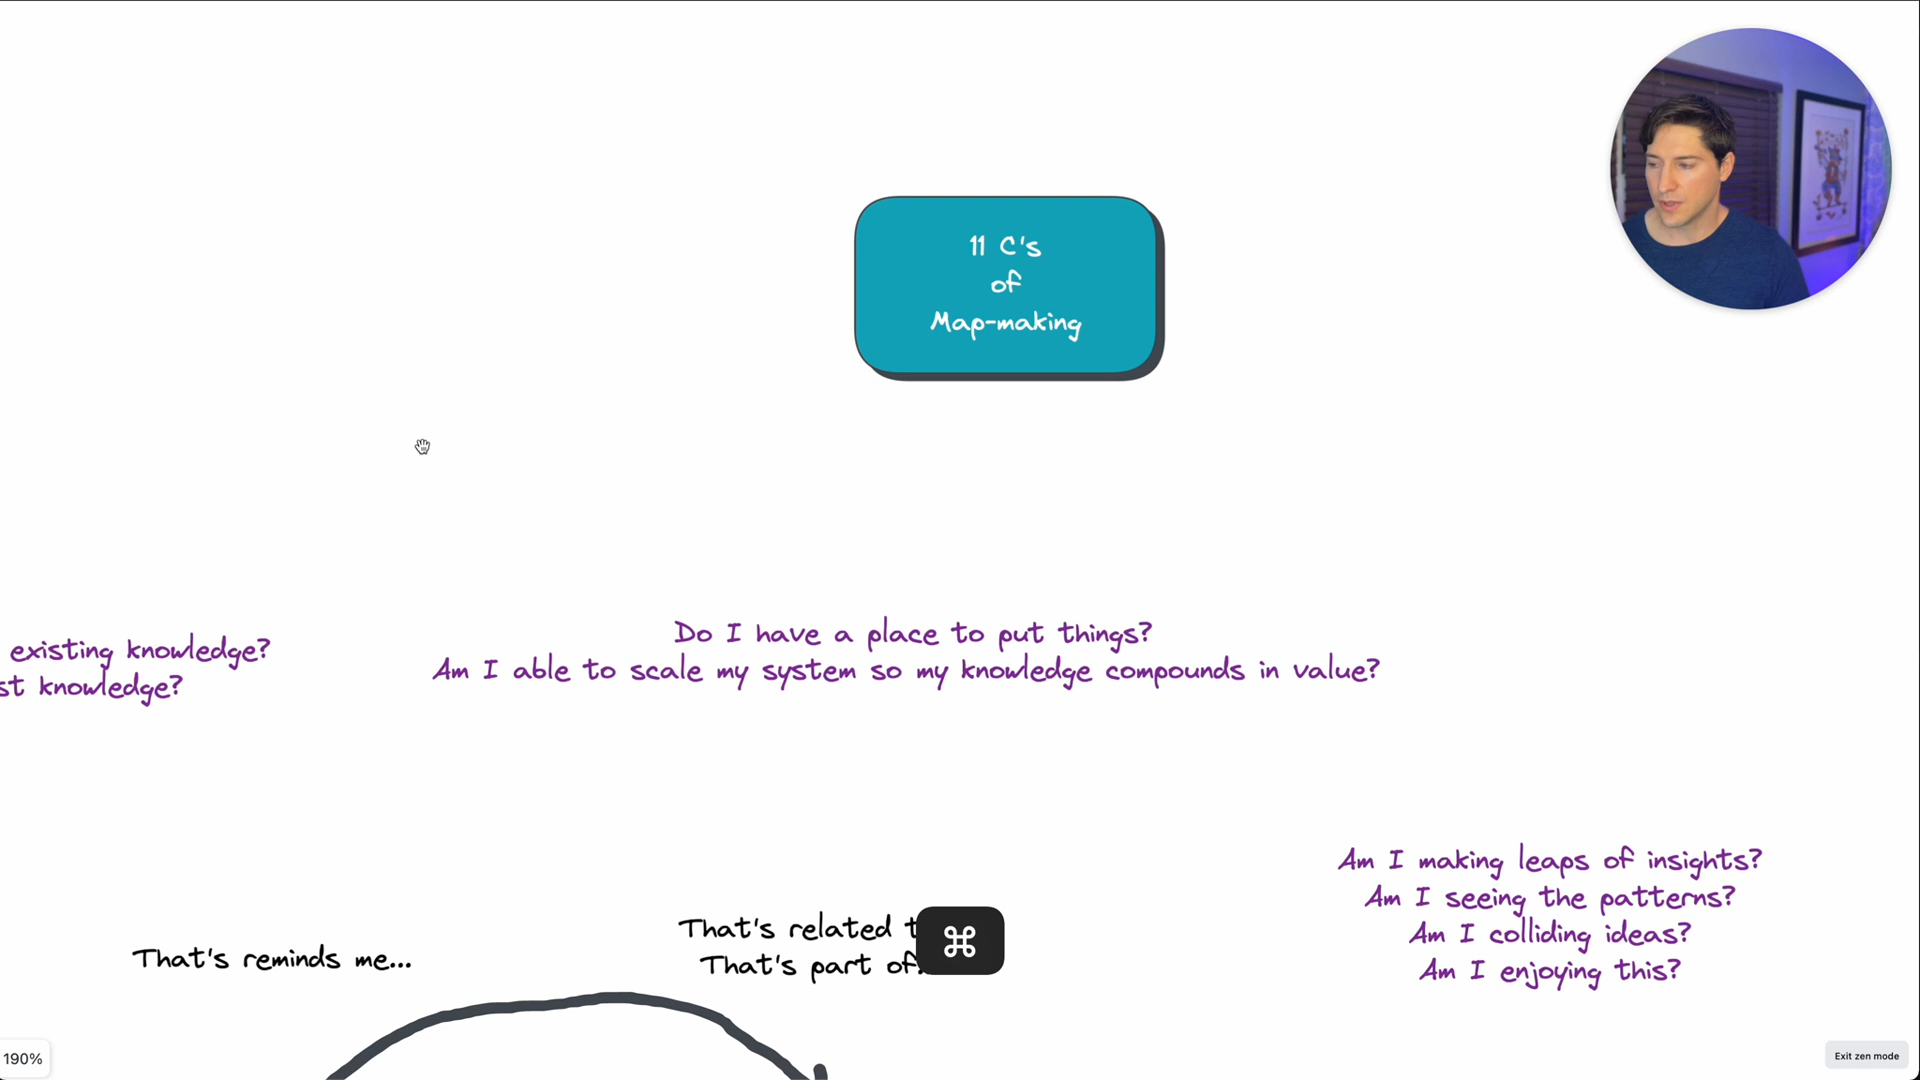 11 C's
of
Map-making
existing knowledge?
st knowledge?
Do I have a place to put things?
Am I able to scale my system so my knowledge compounds in value?
Am I making leaps of insights?
Am I seeing the patterns?
Am I colliding ideas?
Am I enjoying this?
That's reminds me...
That's related t
That's part of.
⌘
190%
Exit zen mode